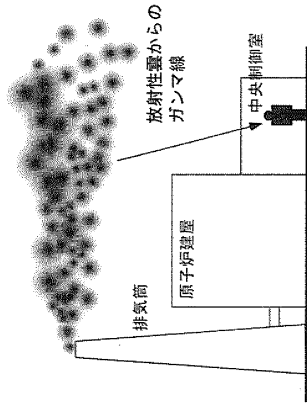 放射性雲からの
ガンマ線
排気筒
原子炉建屋
中央制御室